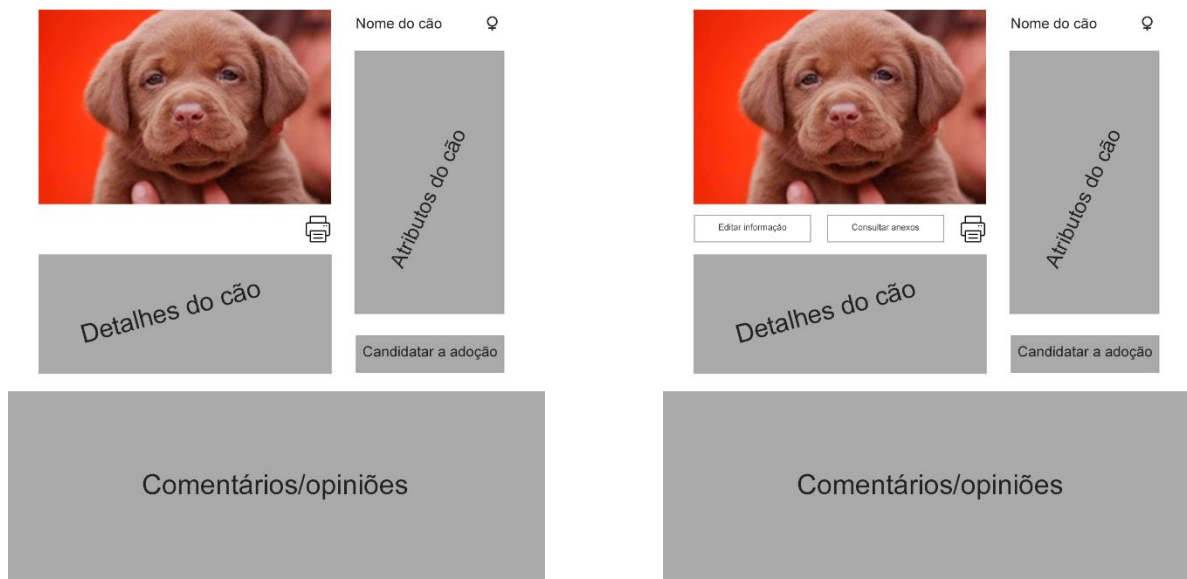 Nome do cão
Atributos do cão
Detalhes do cão
Candidatar a adoção
Comentários/opiniões
Nome do cão
Atributos do cão
Editar informação
Consultar anexos
Detalhes do cão
Candidatar a adoção
Comentários/opiniões